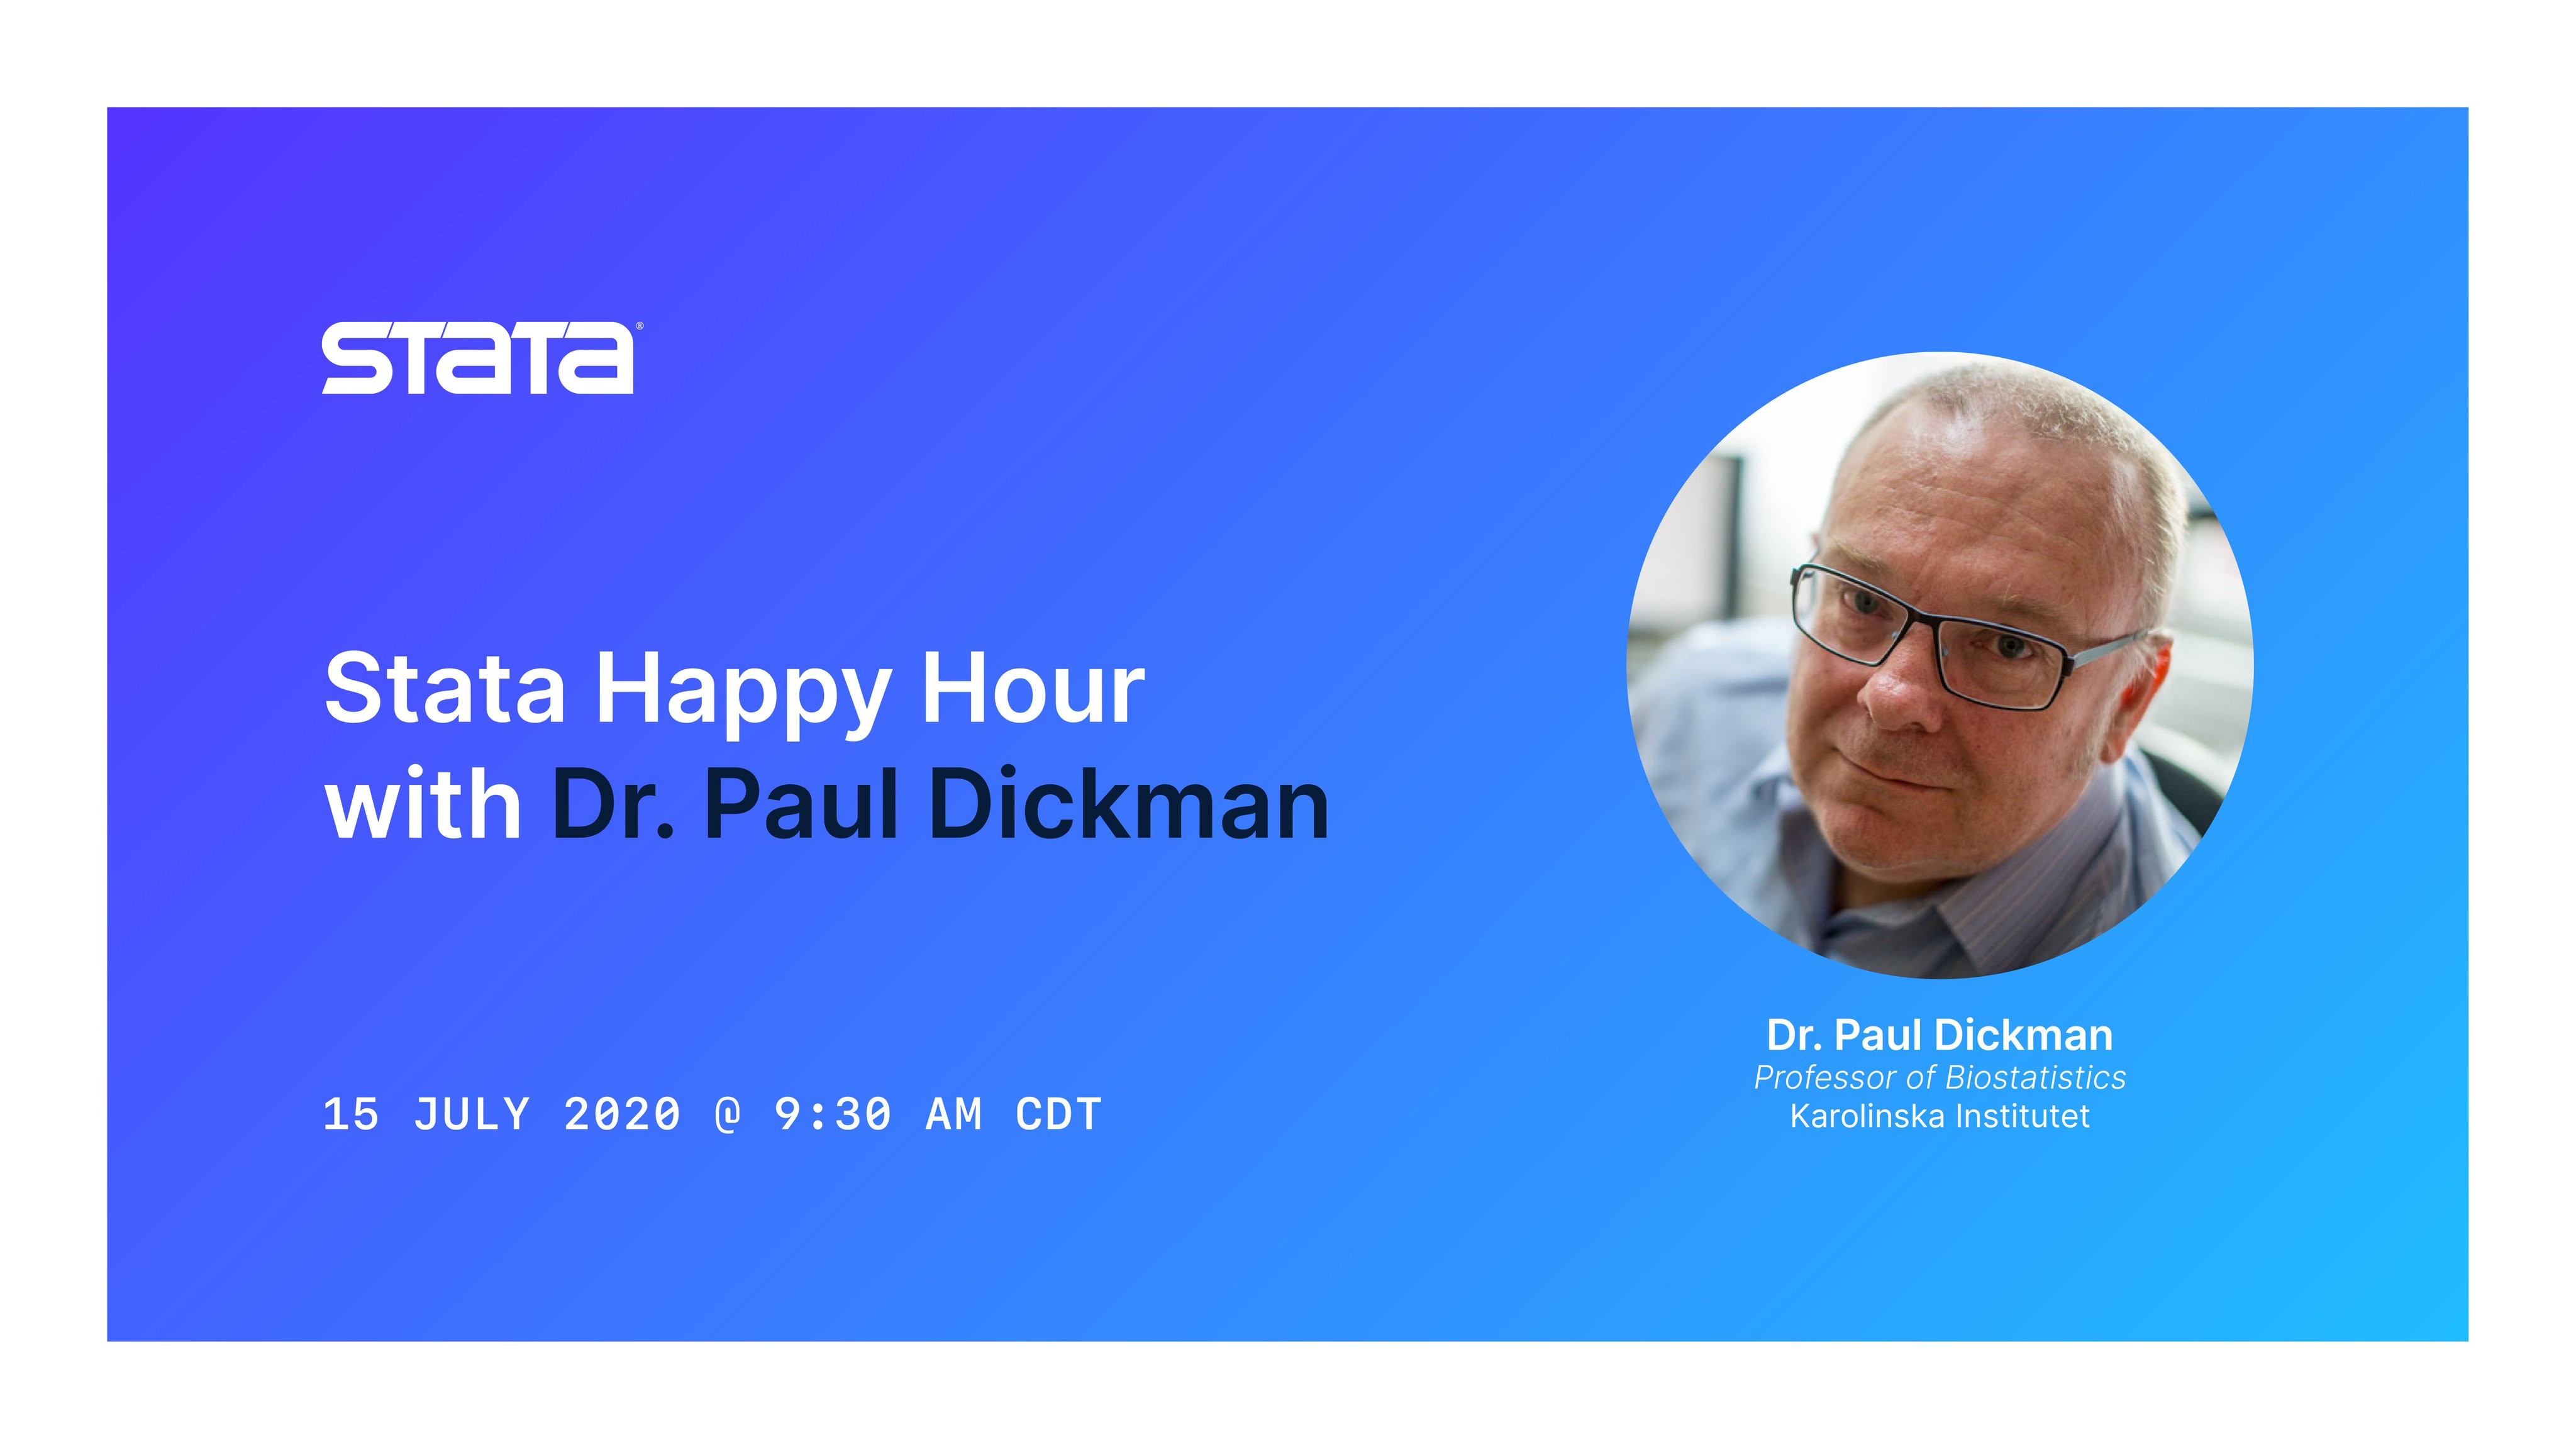 stata®
Stata Happy Hour
with Dr. Paul Dickman
15 JULY 2020 @ 9:30 AM CDT
Dr. Paul Dickman
Professor of Biostatistics
Karolinska Institutet